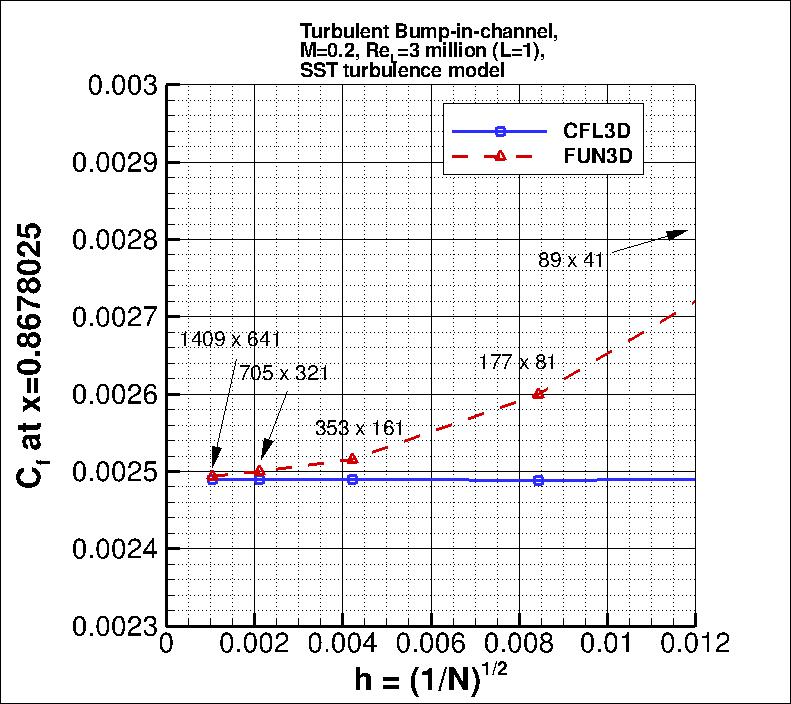 Turbulent Bump-in-channel,
M=0.2, Re_L=3 million (L=1),
SST turbulence model
0.003
CFL3D
FUN3D
0.0029
0.0028
89 x 41
0.0027
1409 x 641
705 x 321
177 x 81
0.0026
353 x 161
0.0025
0.0024
0.0023
C_f at x=0.8678025
0 0.002 0.004 0.006 0.008 0.01 0.012
h = (1/N)^1/2